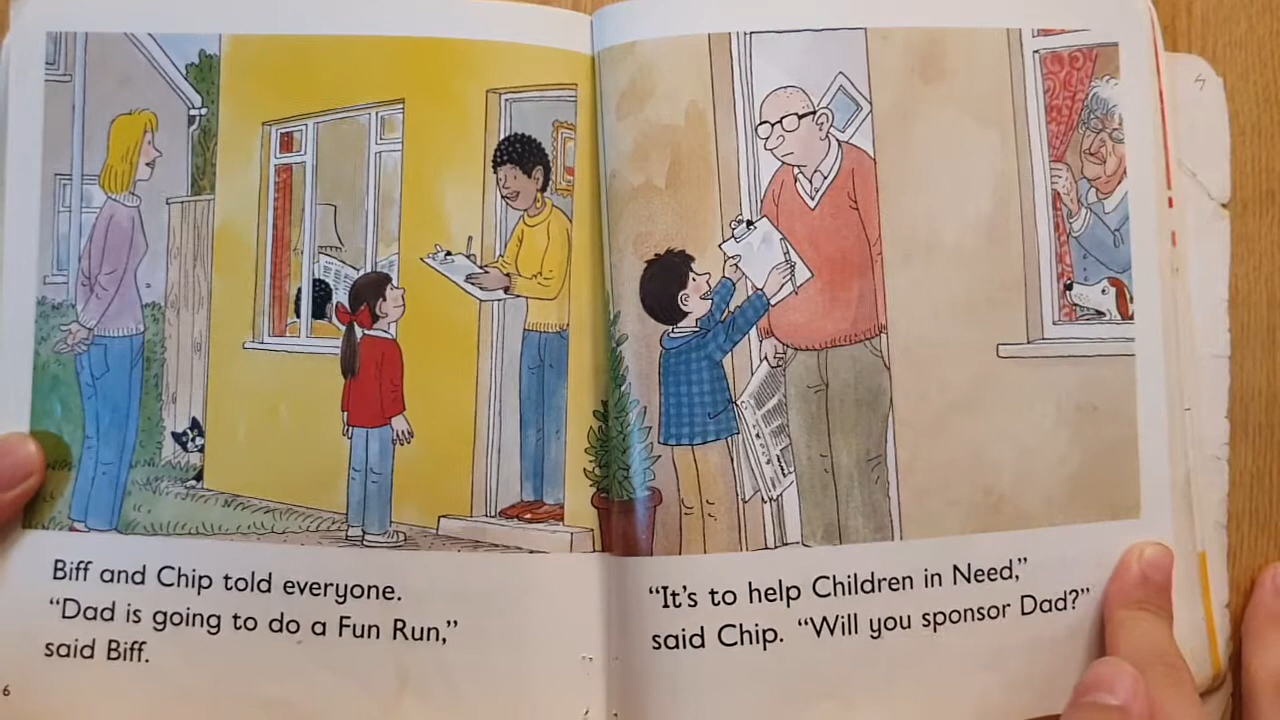 Biff and Chip told everyone.
“Dad is going to do a Fun Run,”
said Biff.
6
“It’s to help Children in Need,”
said Chip. “Will you sponsor Dad?”